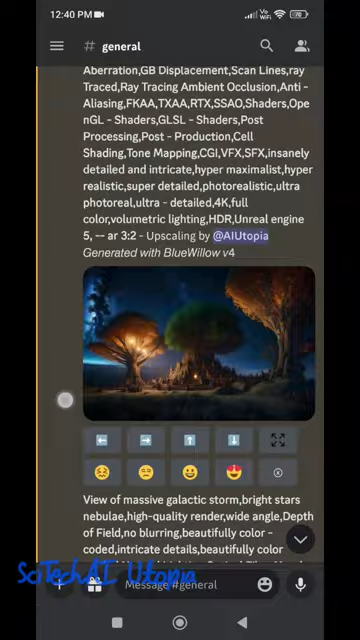 12:40 PM
Vo WiFi
70
# general
Aberration,GB Displacement,Scan Lines,ray
Traced,Ray Tracing Ambient Occlusion,Anti -
Aliasing,FKAA,TXAA,RTX,SSAO,Shaders,Ope
nGL - Shaders,GLSL - Shaders,Post
Processing,Post - Production,Cell
Shading,Tone Mapping,CGI,VFX,SFX,insanely
detailed and intricate,hyper maximalist,hyper
realistic,super detailed,photorealistic,ultra
photoreal,ultra - detailed,4K,full
color,volumetric lighting,HDR,Unreal engine
5, -- ar 3:2 - Upscaling by @AIUtopia
Generated with BlueWillow v4
View of massive galactic storm,bright stars
nebulae,high-quality render,wide angle,Depth
of Field,no blurring,beautifully color -
coded,intricate details,beautifully color
SciTechAI Utopia
Message #general